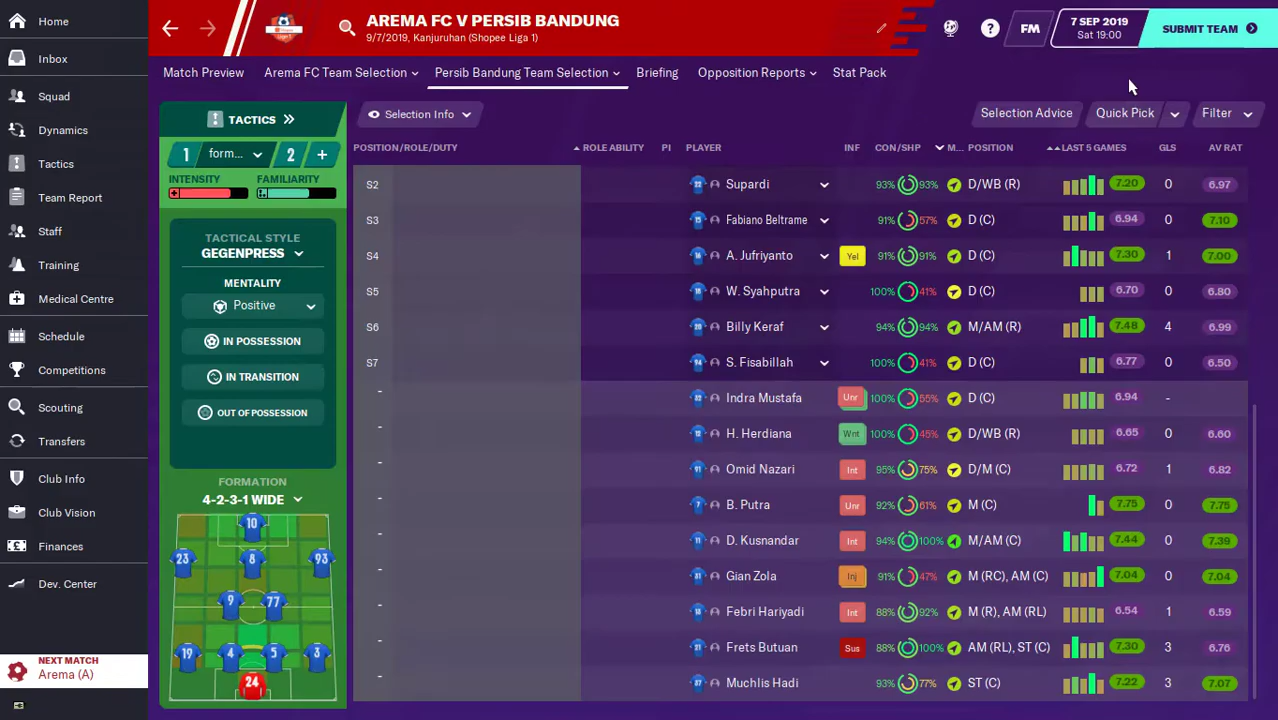 Home
Inbox
Squad
Dynamics
Tactics
Team Report
Staff
Training
Medical Centre
Schedule
Competitions
Scouting
Transfers
Club Info
Club Vision
Finances
Dev. Center
NEXT MATCH
Arema (A)
AREMA FC V PERSIB BANDUNG
9/7/2019, Kanjuruhan (Shopee Liga 1)
FM
7 SEP 2019
Sat 19:00
SUBMIT TEAM
Match Preview
Arema FC Team Selection
Persib Bandung Team Selection
Briefing
Opposition Reports
Stat Pack
TACTICS
1 form... 2 +
INTENSITY FAMILIARITY
TACTICAL STYLE
GEGENPRESS
MENTALITY
Positive
IN POSSESSION
IN TRANSITION
OUT OF POSSESSION
FORMATION
4-2-3-1 WIDE
10
23 8 93
9 77
19 4 5 3
24
Selection Info
Selection Advice
Quick Pick
Filter
POSITION/ROLE/DUTY ROLE ABILITY PI PLAYER INF CON/SHP M... POSITION LAST 5 GAMES GLS AV RAT
S2 Supardi 93% 93% D/WB (R) 7.20 0 6.97
S3 Fabiano Beltrame 91% 57% D (C) 6.94 0 7.10
S4 A. Jufriyanto Yel 91% 91% D (C) 7.30 1 7.00
S5 W. Syahputra 100% 41% D (C) 6.70 0 6.80
S6 Billy Keraf 94% 94% M/AM (R) 7.48 4 6.99
S7 S. Fisabillah 100% 41% D (C) 6.77 0 6.50
- Indra Mustafa Unr 100% 55% D (C) 6.94 -
- H. Herdiana Wnt 100% 45% D/WB (R) 6.65 0 6.60
- Omid Nazari Int 95% 75% D/M (C) 6.72 1 6.82
- B. Putra Unr 92% 61% M (C) 7.75 0 7.75
- D. Kusnandar Int 94% 100% M/AM (C) 7.44 0 7.39
- Gian Zola Inj 91% 47% M (RC), AM (C) 7.04 0 7.04
- Febri Hariyadi Int 88% 92% M (R), AM (RL) 6.54 1 6.59
- Frets Butuan Sus 88% 100% AM (RL), ST (C) 7.30 3 6.76
- Muchlis Hadi 93% 77% ST (C) 7.22 3 7.07